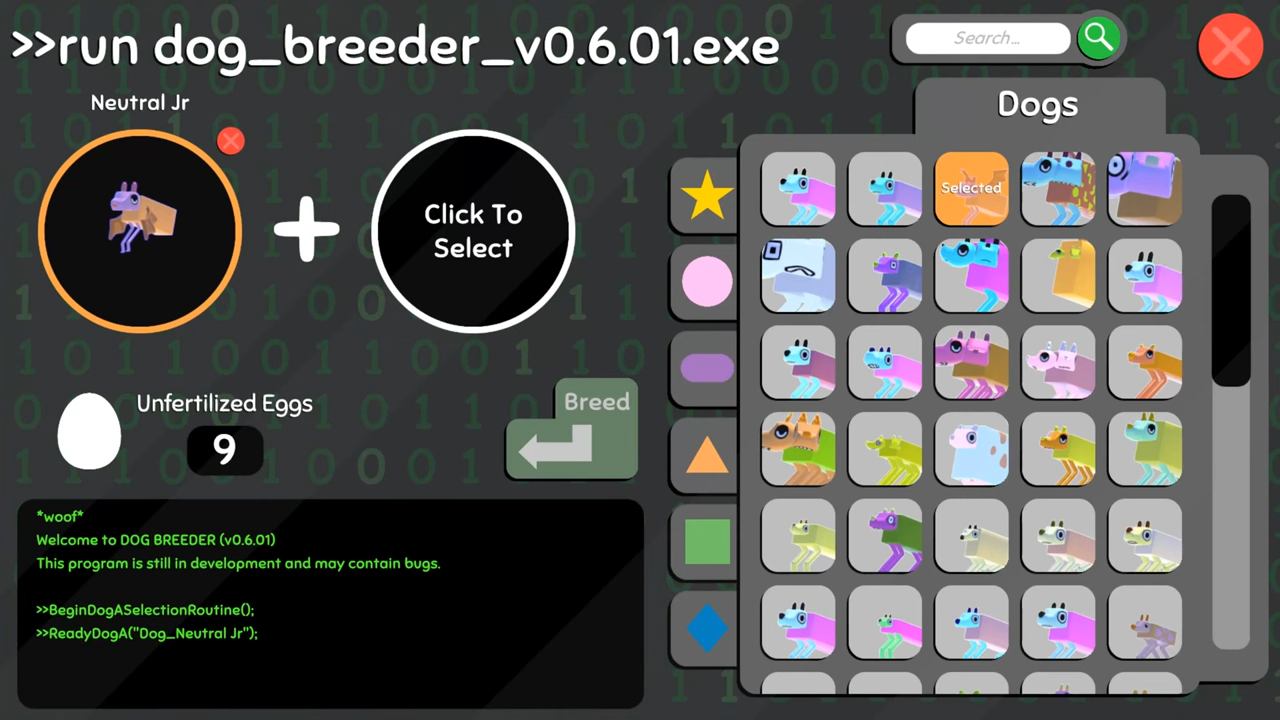 >>run dog_breeder_v0.6.01.exe
Search...
Neutral Jr
Dogs
Click To
Select
Selected
Unfertilized Eggs
9
Breed
*woof*
Welcome to DOG BREEDER (v0.6.01)
This program is still in development and may contain bugs.
>>BeginDogASelectionRoutine();
>>ReadyDogA("Dog_Neutral Jr");